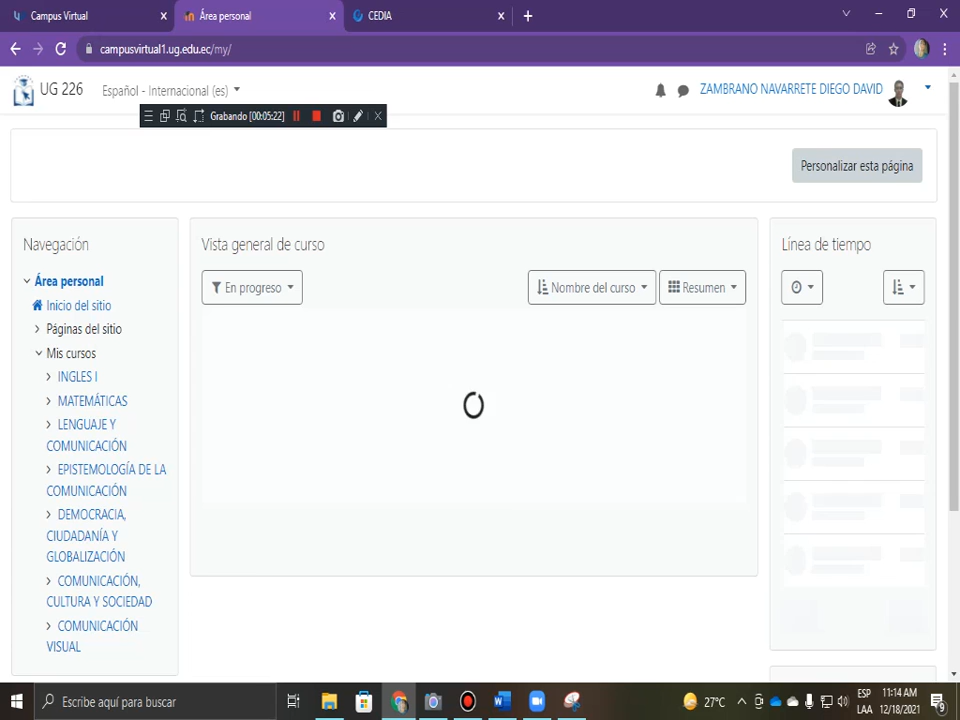 Campus Virtual
Área personal
CEDIA
campusvirtual1.ug.edu.ec/my/
UG 226
Español - Internacional (es)
ZAMBRANO NAVARRETE DIEGO DAVID
Grabando [00:05:22]
Personalizar esta página
Navegación
Área personal
Inicio del sitio
Páginas del sitio
Mis cursos
INGLES I
MATEMÁTICAS
LENGUAJE Y
COMUNICACIÓN
EPISTEMOLOGÍA DE LA
COMUNICACIÓN
DEMOCRACIA,
CIUDADANÍA Y
GLOBALIZACIÓN
COMUNICACIÓN,
CULTURA Y SOCIEDAD
COMUNICACIÓN
VISUAL
Vista general de curso
En progreso
Nombre del curso
Resumen
Línea de tiempo
Escribe aquí para buscar
27°C
ESP
LAA
11:14 AM
12/18/2021
9